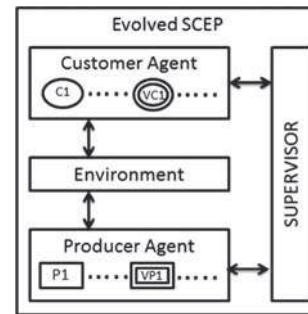 Evolved SCEP
Customer Agent
C1 ...... VC1 ......
Environment
Producer Agent
P1 ...... VP1 ......
SUPERVISOR